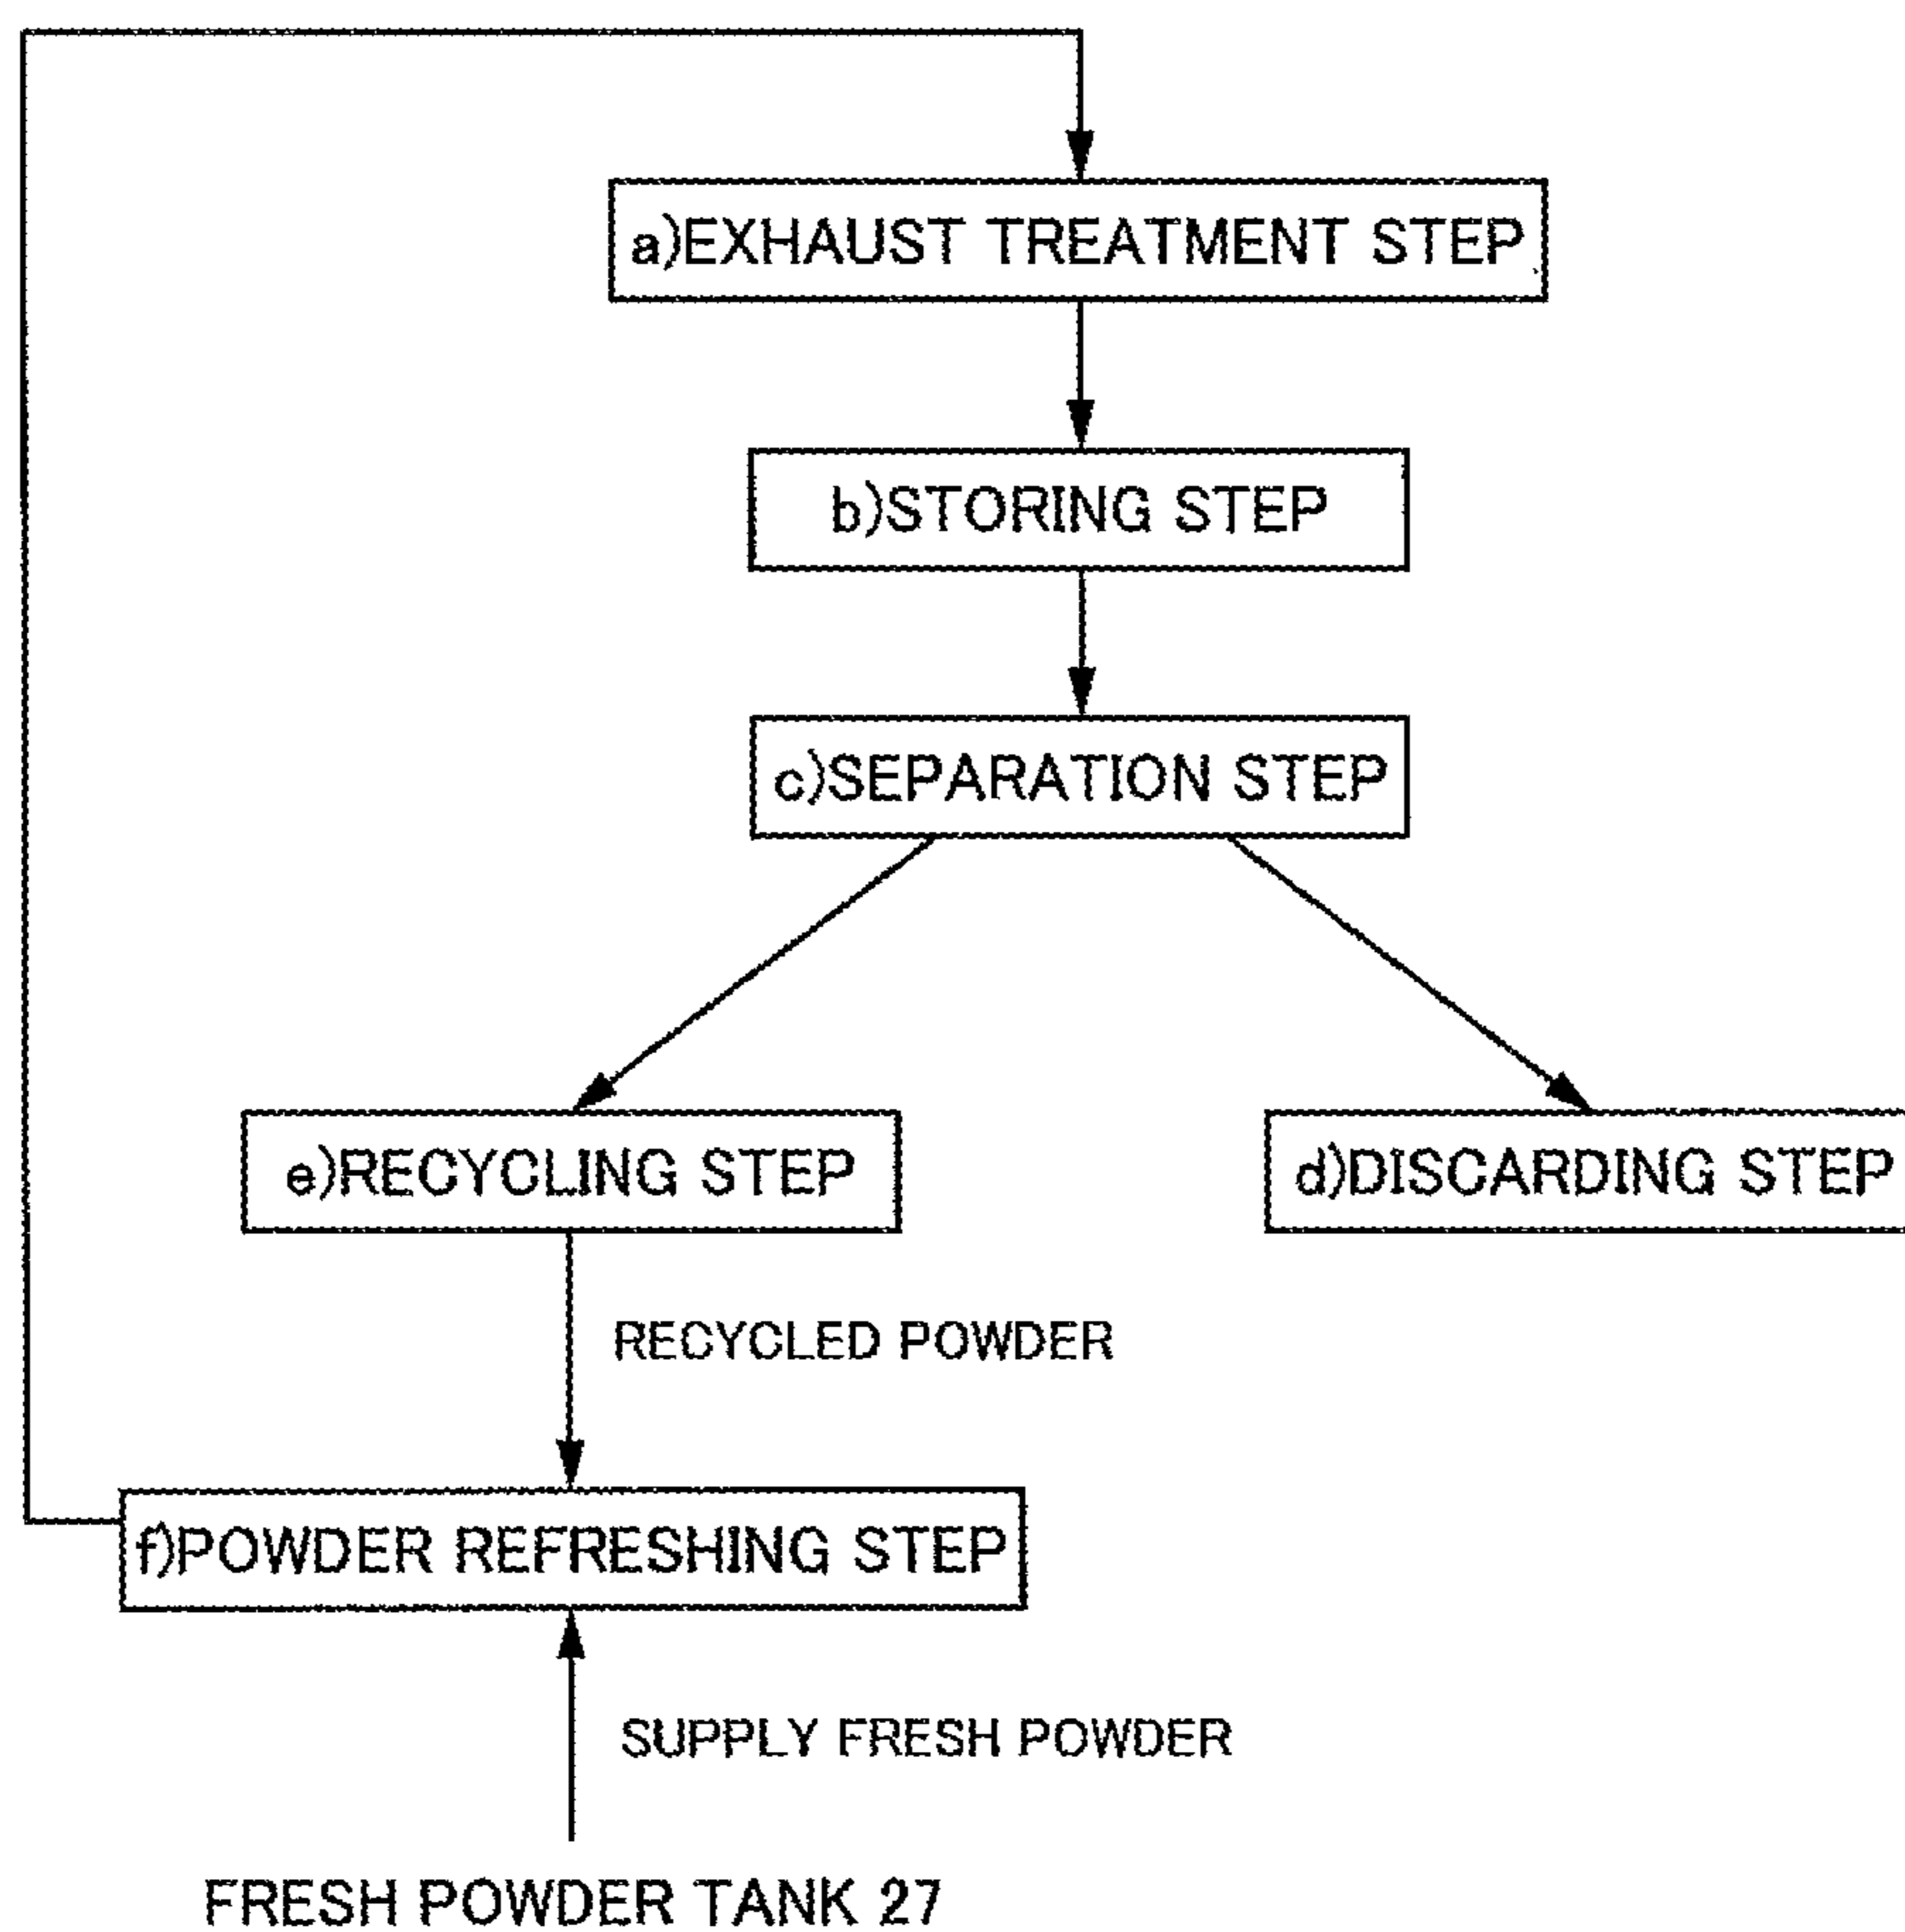 a)EXHAUST TREATMENT STEP
b)STORING STEP
c)SEPARATION STEP
e)RECYCLING STEP
d)DISCARDING STEP
RECYCLED POWDER
f)POWDER REFRESHING STEP
SUPPLY FRESH POWDER
FRESH POWDER TANK 27